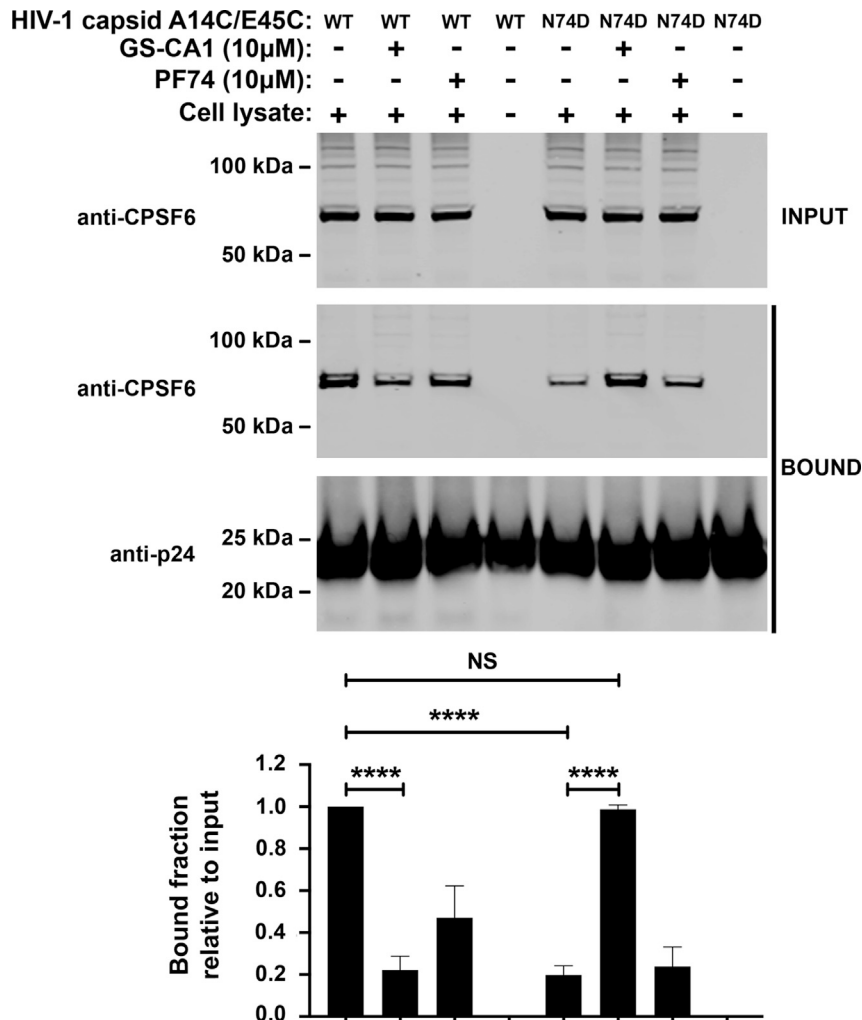 HIV-1 capsid A14C/E45C: WT WT WT WT N74D N74D N74D N74D
GS-CA1 (10µM): - + - - - + - -
PF74 (10µM): - - + - - - + -
Cell lysate: + + + - + + + -
100 kDa –
anti-CPSF6
INPUT
50 kDa –
100 kDa –
anti-CPSF6
50 kDa –
BOUND
25 kDa –
anti-p24
20 kDa –
NS
****
**** ****
Bound fraction
relative to input
1.2
1.0
0.8
0.6
0.4
0.2
0.0